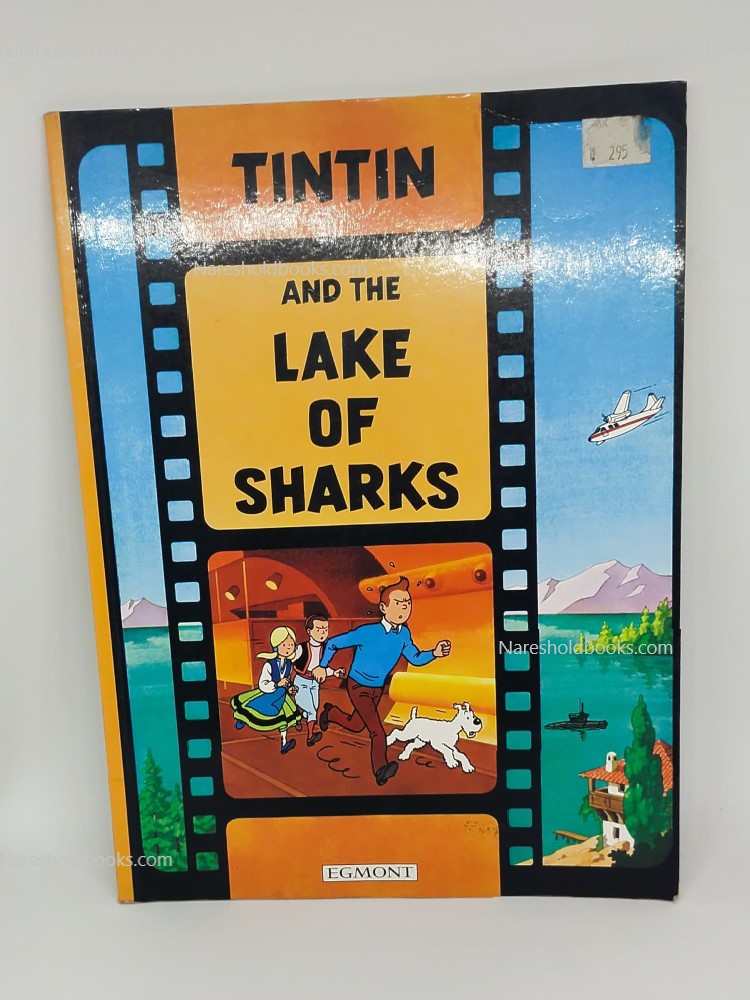 TINTIN
295
Naresholdbooks.com
AND THE
LAKE
OF
SHARKS
Naresholdbooks.com
Naresholdbooks.com
EGMONT